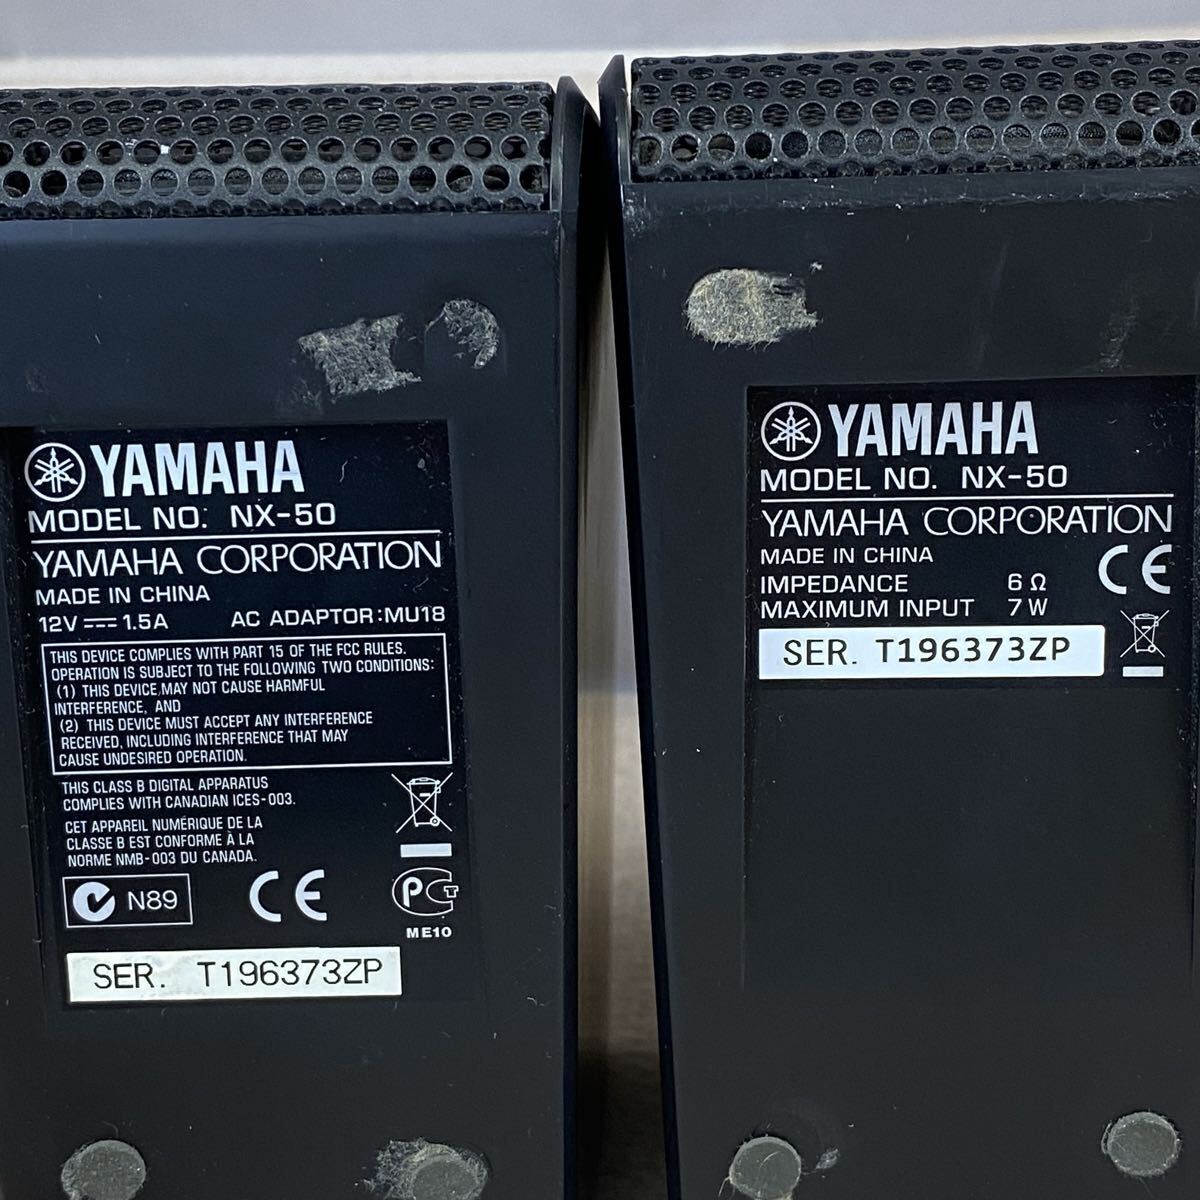 YAMAHA
MODEL NO. NX-50
YAMAHA CORPORATION
MADE IN CHINA
12V ⎓ 1.5A AC ADAPTOR:MU18
THIS DEVICE COMPLIES WITH PART 15 OF THE FCC RULES.
OPERATION IS SUBJECT TO THE FOLLOWING TWO CONDITIONS:
(1) THIS DEVICE MAY NOT CAUSE HARMFUL
INTERFERENCE, AND
(2) THIS DEVICE MUST ACCEPT ANY INTERFERENCE
RECEIVED, INCLUDING INTERFERENCE THAT MAY
CAUSE UNDESIRED OPERATION.
THIS CLASS B DIGITAL APPARATUS
COMPLIES WITH CANADIAN ICES-003.
CET APPAREIL NUMÉRIQUE DE LA
CLASSE B EST CONFORME À LA
NORME NMB-003 DU CANADA.
N89 CE PCT
ME10
SER. T196373ZP
YAMAHA
MODEL NO. NX-50
YAMAHA CORPORATION
MADE IN CHINA CE
IMPEDANCE 6 Ω
MAXIMUM INPUT 7 W
SER. T196373ZP